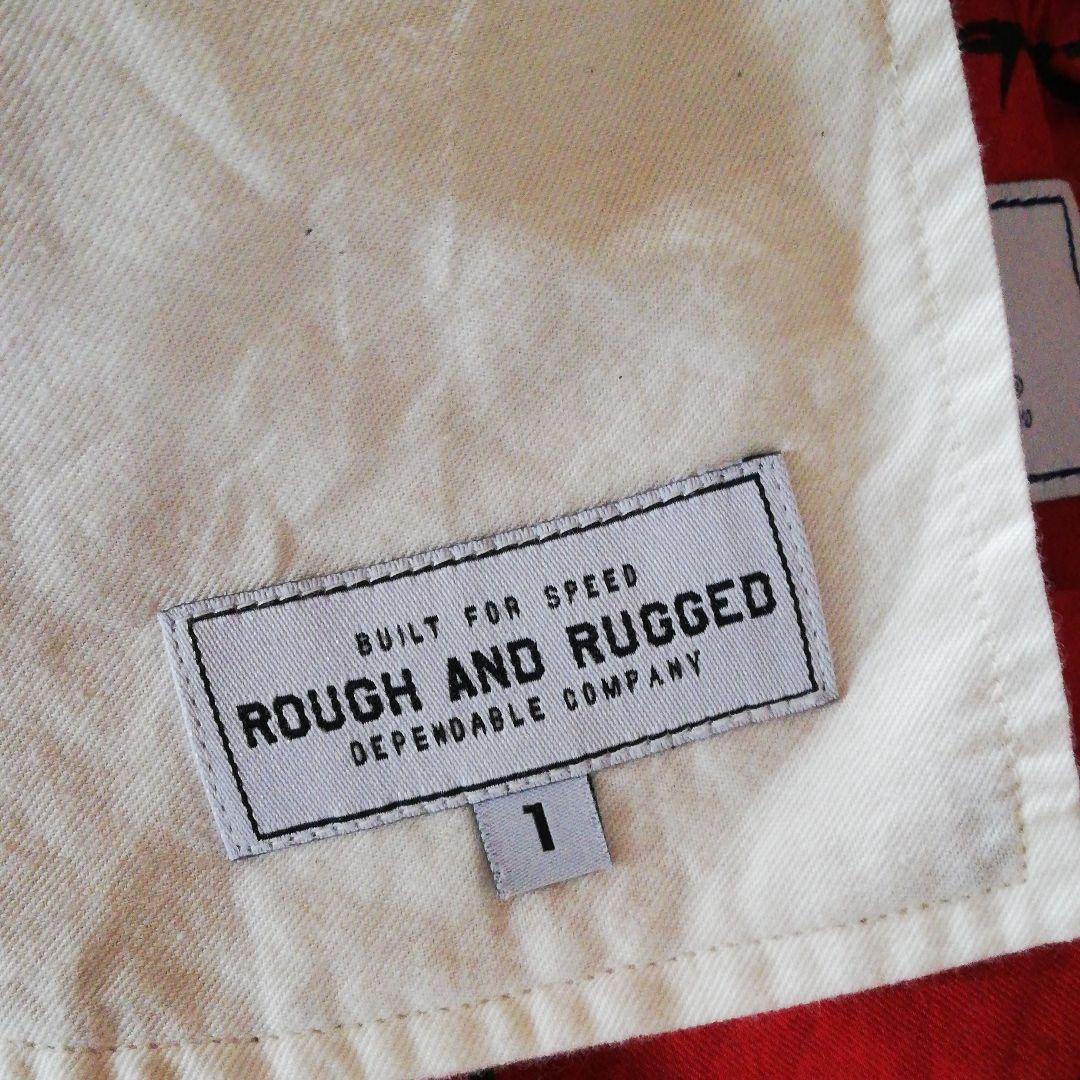 BUILT FOR SPEED
ROUGH AND RUGGED
DEPENDABLE COMPANY
1
®